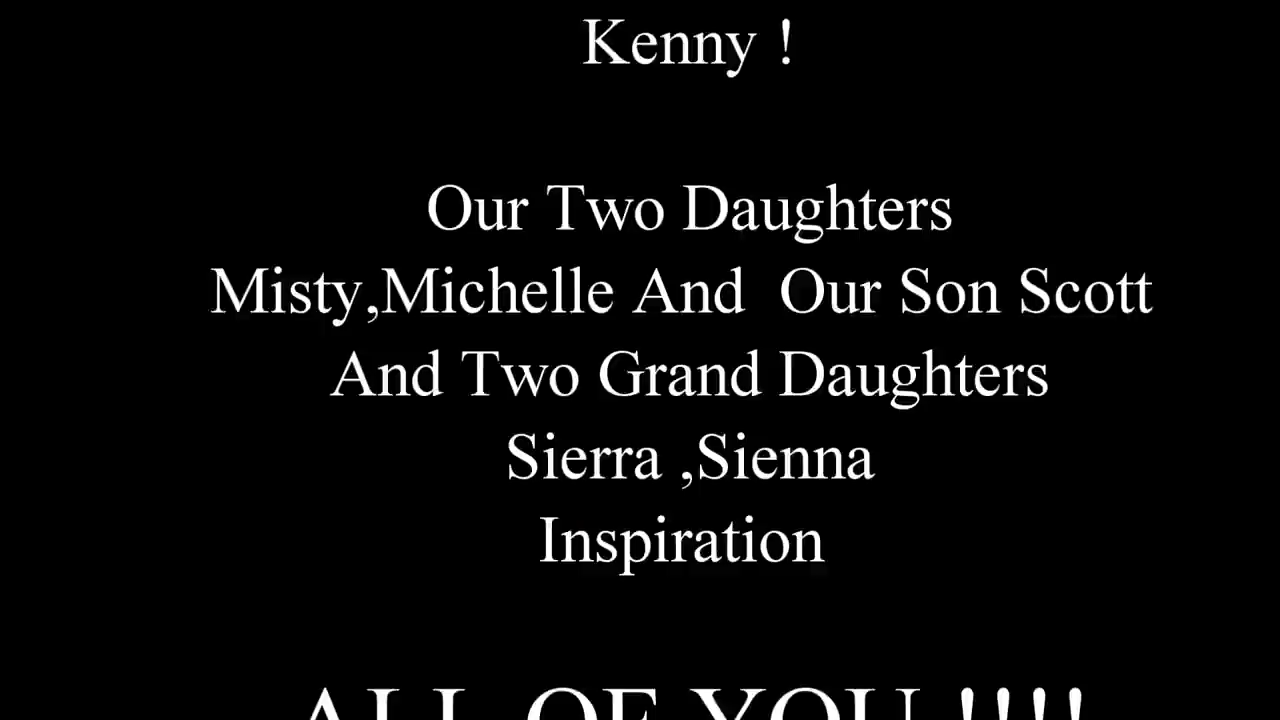 Kenny !
Our Two Daughters
Misty,Michelle And  Our Son Scott
And Two Grand Daughters
Sierra ,Sienna
Inspiration
ALL OF YOU !!!!